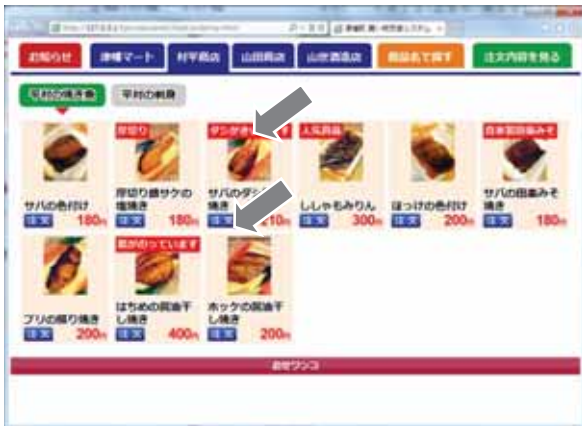 お知らせ
津幡マート
村平商店
山田商店
山世酒造店
商品名で探す
注文内容を見る
平村の焼き魚
平村の刺身
厚切り
人気商品
自家製田楽みそ
サバの色付け
厚切り銀サケの
塩焼き
サバのダシ
焼き
ししゃもみりん
ほっけの色付け
サバの田楽みそ
焼き
注文 180円
注文 180円
注文 210円
注文 300円
注文 200円
注文 180円
脂がのっています
ブリの照り焼き
はちめの醤油干
し焼き
ホッケの醤油干
し焼き
注文 200円
注文 400円
注文 200円